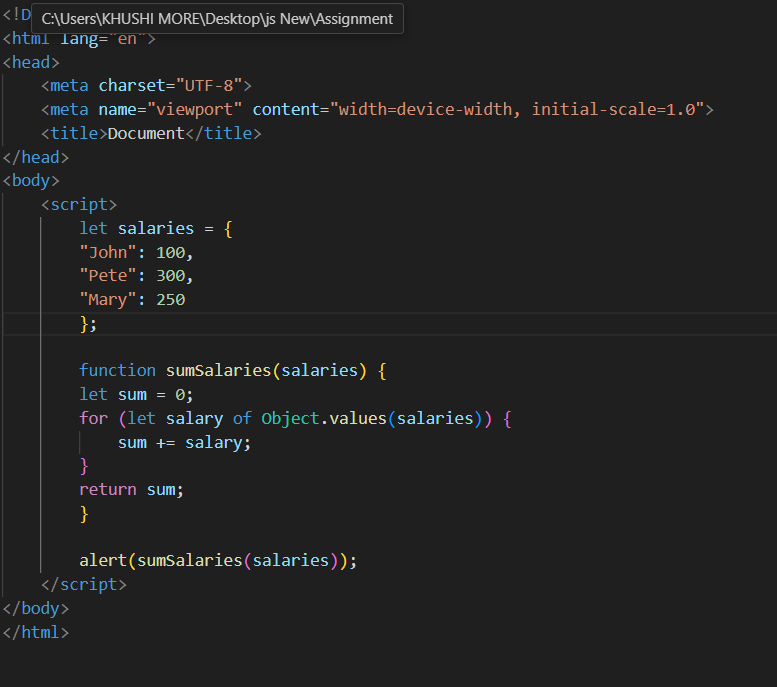 <!D
C:\Users\KHUSHI MORE\Desktop\js New\Assignment
<html lang="en">
<head>
    <meta charset="UTF-8">
    <meta name="viewport" content="width=device-width, initial-scale=1.0">
    <title>Document</title>
</head>
<body>
    <script>
        let salaries = {
        "John": 100,
        "Pete": 300,
        "Mary": 250
        };

        function sumSalaries(salaries) {
        let sum = 0;
        for (let salary of Object.values(salaries)) {
            sum += salary;
        }
        return sum;
        }

        alert(sumSalaries(salaries));
    </script>
</body>
</html>